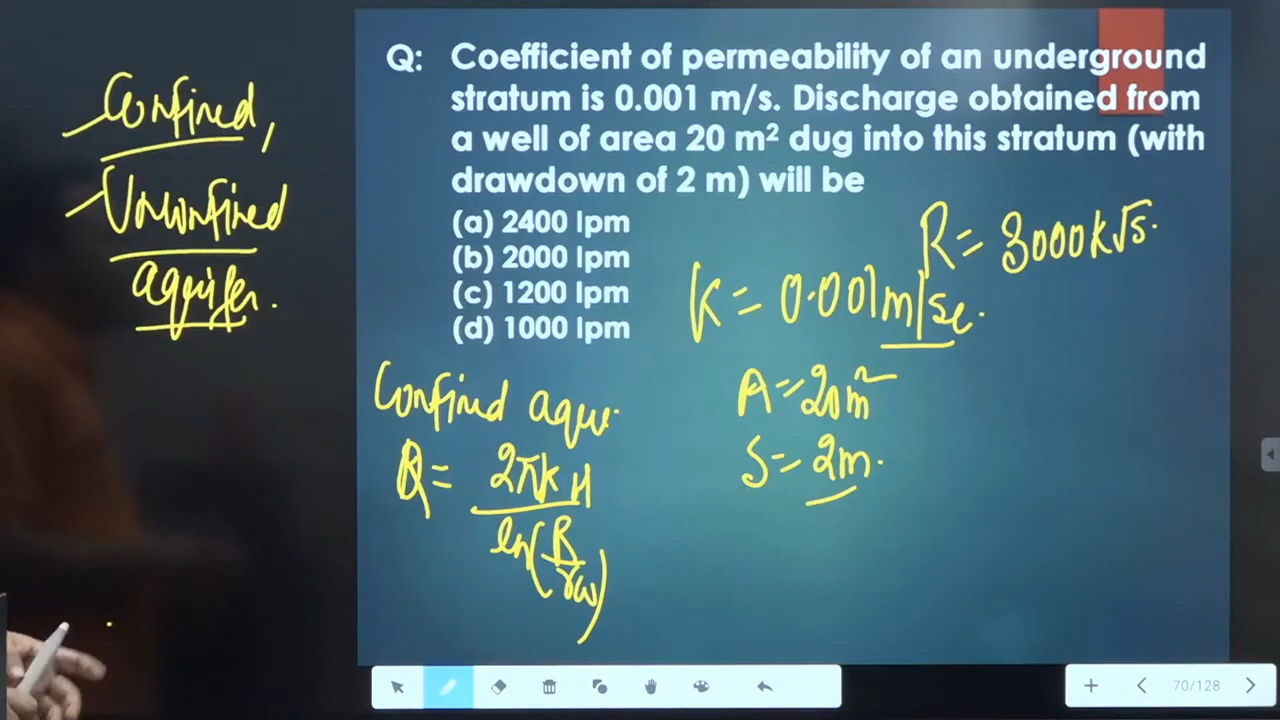 Confined,
Unconfined
aquifer.
Q: Coefficient of permeability of an underground
stratum is 0.001 m/s. Discharge obtained from
a well of area 20 m² dug into this stratum (with
drawdown of 2 m) will be
(a) 2400 lpm
(b) 2000 lpm
(c) 1200 lpm
(d) 1000 lpm
R = 3000k√s.
K = 0.001 m/sec.
A = 20m²
S = 2m.
Confined aqu.
Q = 2πk H
ln(R/rw)
70/128